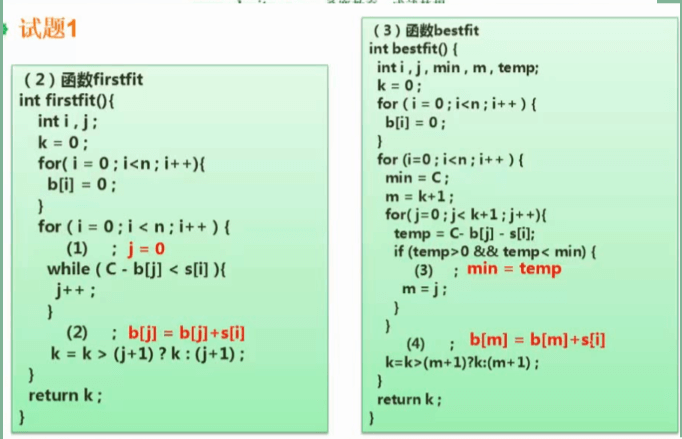 试题1
(2)函数firstfit
int firstfit(){
int i , j ;
k = 0 ;
for( i = 0 ; i<n ; i++){
b[i] = 0 ;
}
for ( i = 0 ; i < n ; i++ ) {
(1) ; j = 0
while ( C - b[j] < s[i] ){
j++ ;
}
(2) ; b[j] = b[j]+s[i]
k = k > (j+1) ? k : (j+1) ;
}
return k ;
}
(3)函数bestfit
int bestfit() {
int i , j , min , m , temp;
k = 0 ;
for ( i = 0 ; i<n ; i++ ) {
b[i] = 0 ;
}
for (i=0 ; i<n ; i++ ) {
min = C ;
m = k+1 ;
for( j=0 ; j< k+1 ; j++){
temp = C- b[j] - s[i];
if (temp>0 && temp< min) {
(3) ; min = temp
m = j ;
}
}
(4) ; b[m] = b[m]+s[i]
k=k>(m+1)?k:(m+1) ;
}
return k ;
}